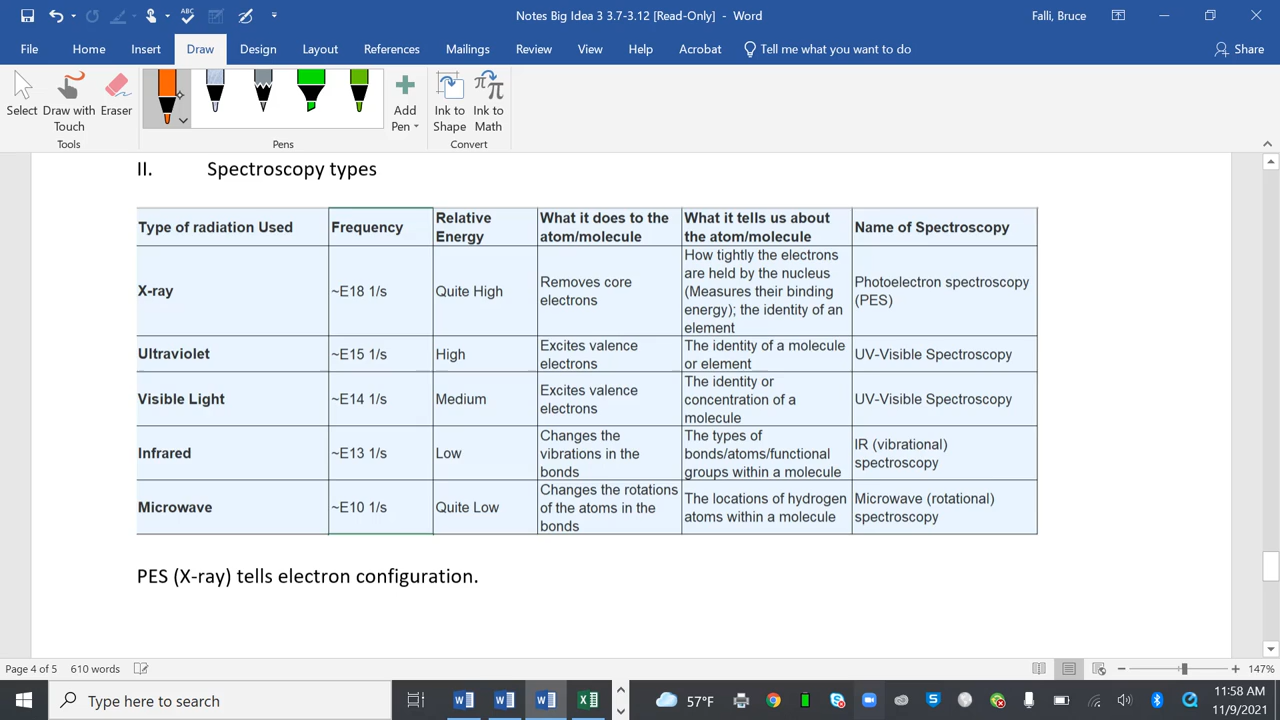 Notes Big Idea 3 3.7-3.12 [Read-Only] - Word
Falli, Bruce
File Home Insert Draw Design Layout References Mailings Review View Help Acrobat Tell me what you want to do Share
Select
Draw with Touch
Eraser
Add Pen
Ink to Shape
Ink to Math
Tools
Pens
Convert
II. Spectroscopy types
Type of radiation Used
Frequency
Relative
Energy
What it does to the
atom/molecule
What it tells us about
the atom/molecule
Name of Spectroscopy
X-ray
~E18 1/s
Quite High
Removes core
electrons
How tightly the electrons
are held by the nucleus
(Measures their binding
energy); the identity of an
element
Photoelectron spectroscopy
(PES)
Ultraviolet
~E15 1/s
High
Excites valence
electrons
The identity of a molecule
or element
UV-Visible Spectroscopy
Visible Light
~E14 1/s
Medium
Excites valence
electrons
The identity or
concentration of a
molecule
UV-Visible Spectroscopy
Infrared
~E13 1/s
Low
Changes the
vibrations in the
bonds
The types of
bonds/atoms/functional
groups within a molecule
IR (vibrational)
spectroscopy
Microwave
~E10 1/s
Quite Low
Changes the rotations
of the atoms in the
bonds
The locations of hydrogen
atoms within a molecule
Microwave (rotational)
spectroscopy
PES (X-ray) tells electron configuration.
Page 4 of 5 610 words
147%
Type here to search
57°F
11:58 AM
11/9/2021